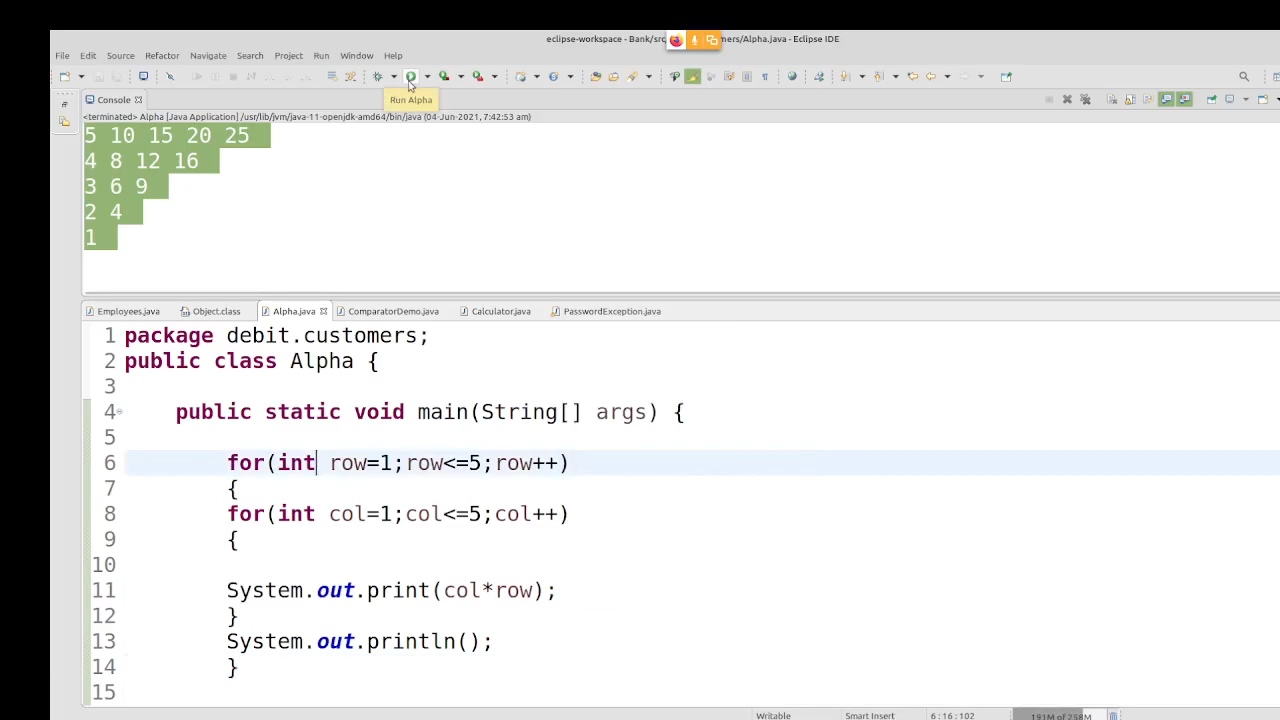 eclipse-workspace - Bank/src
mers/Alpha.java - Eclipse IDE
File Edit Source Refactor Navigate Search Project Run Window Help
Run Alpha
Console
<terminated> Alpha [Java Application] /usr/lib/jvm/java-11-openjdk-amd64/bin/java (04-Jun-2021, 7:42:53 am)
5 10 15 20 25
4 8 12 16
3 6 9
2 4
1
Employees.java Object.class Alpha.java ComparatorDemo.java Calculator.java PasswordException.java
1 package debit.customers;
2 public class Alpha {
3
4 public static void main(String[] args) {
5
6 for(int row=1;row<=5;row++)
7 {
8 for(int col=1;col<=5;col++)
9 {
10
11 System.out.print(col*row);
12 }
13 System.out.println();
14 }
15
Writable Smart Insert 6 : 16 : 102 191M of 258M